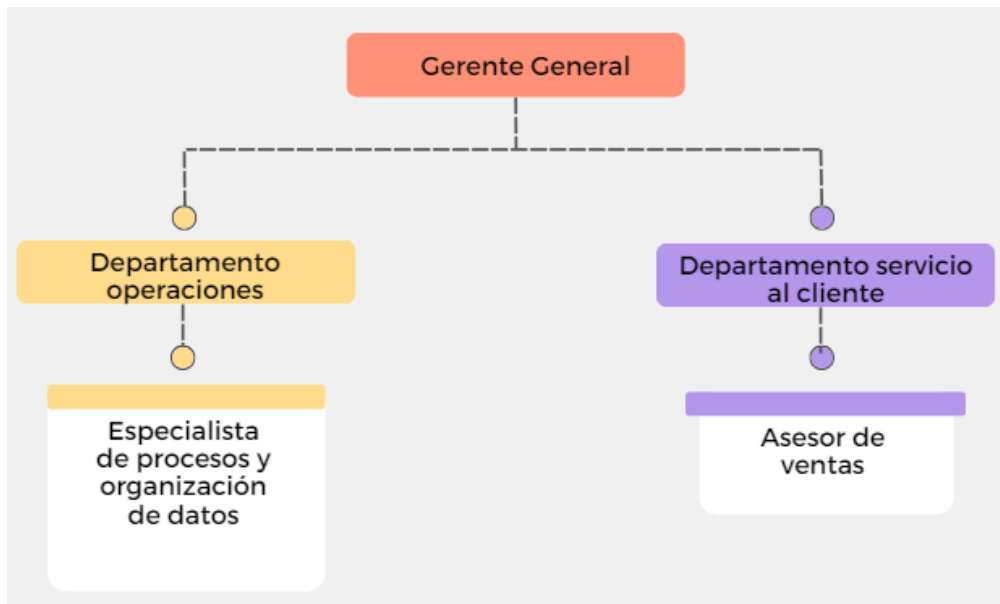 Gerente General
Departamento
operaciones
Departamento servicio
al cliente
Especialista
de procesos y
organización
de datos
Asesor de
ventas